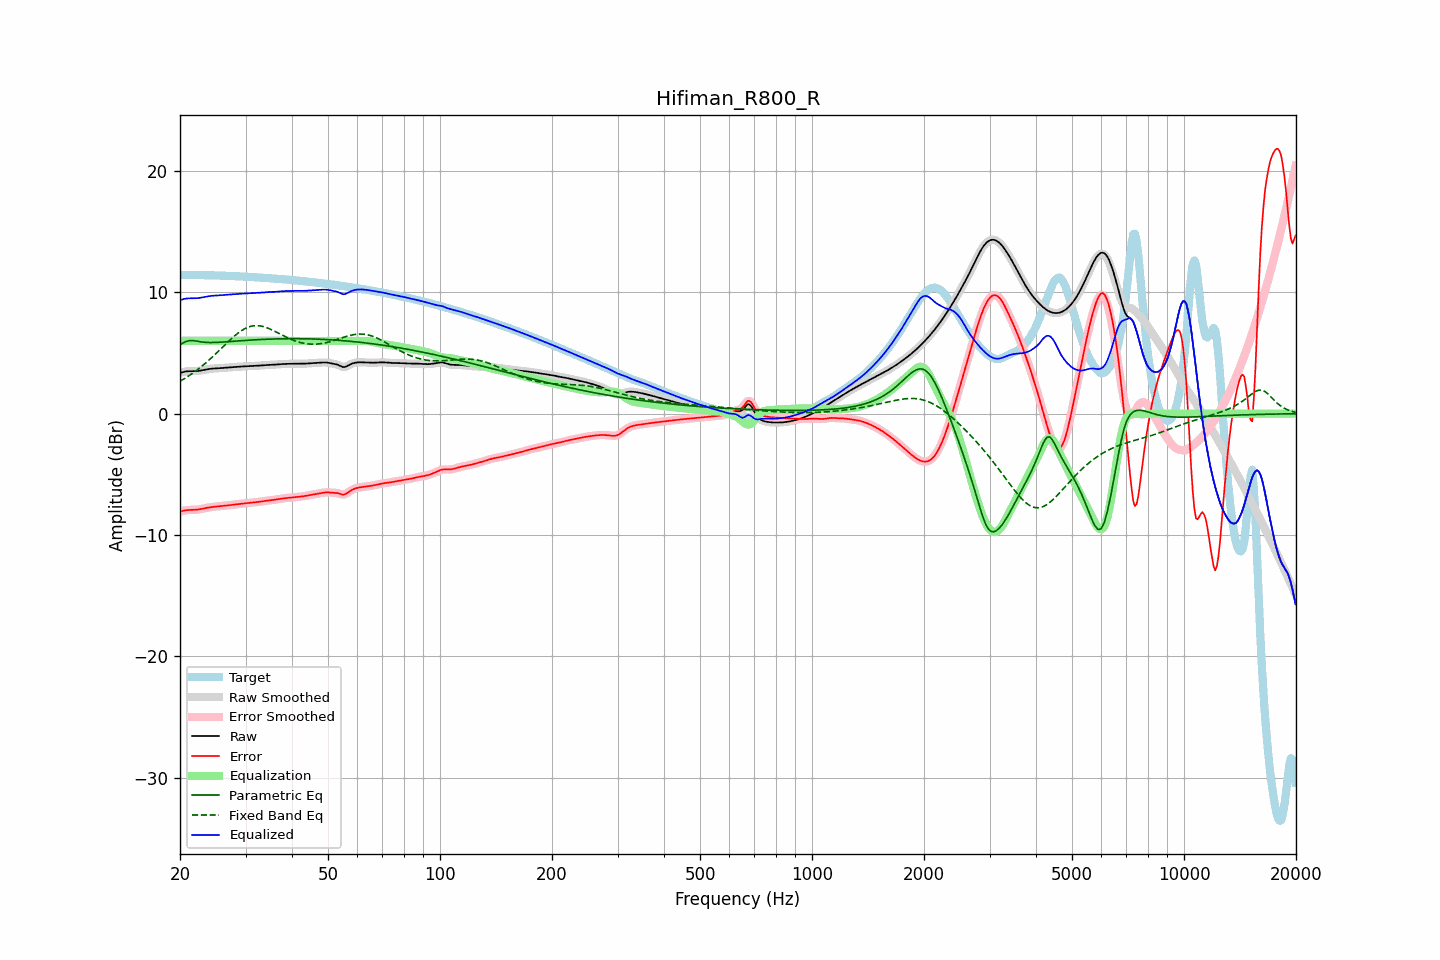 Hifiman_R800_R
Amplitude (dBr)
20
10
0
−10
−20
−30
Target
Raw Smoothed
Error Smoothed
Raw
Error
Equalization
Parametric Eq
Fixed Band Eq
Equalized
20 50 100 200 500 1000 2000 5000 10000 20000
Frequency (Hz)